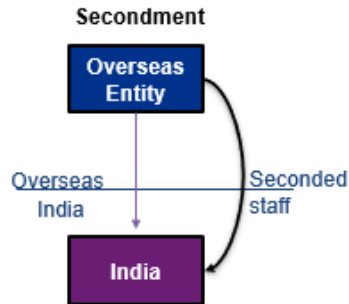 Secondment
Overseas
Entity
Overseas
India
Seconded
staff
India